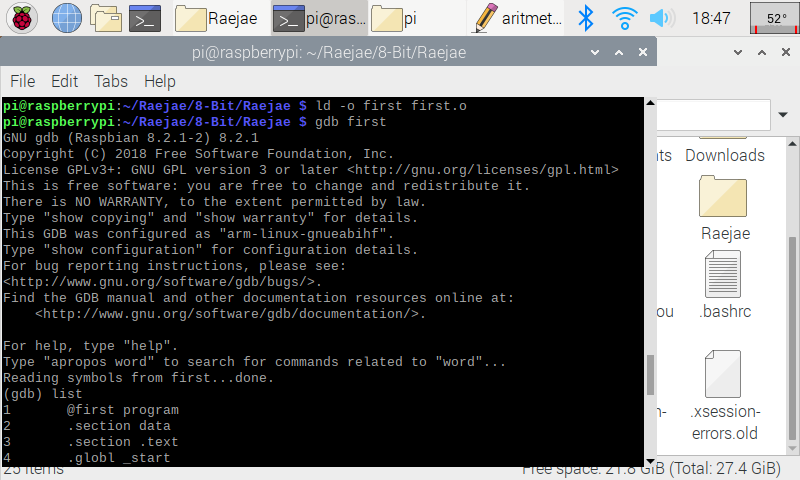 Raejae
pi@ras...
pi
aritmet...
18:47
52°
pi@raspberrypi: ~/Raejae/8-Bit/Raejae
File Edit Tabs Help
pi@raspberrypi:~/Raejae/8-Bit/Raejae $ ld -o first first.o
pi@raspberrypi:~/Raejae/8-Bit/Raejae $ gdb first
GNU gdb (Raspbian 8.2.1-2) 8.2.1
Copyright (C) 2018 Free Software Foundation, Inc.
License GPLv3+: GNU GPL version 3 or later <http://gnu.org/licenses/gpl.html>
This is free software: you are free to change and redistribute it.
There is NO WARRANTY, to the extent permitted by law.
Type "show copying" and "show warranty" for details.
This GDB was configured as "arm-linux-gnueabihf".
Type "show configuration" for configuration details.
For bug reporting instructions, please see:
<http://www.gnu.org/software/gdb/bugs/>.
Find the GDB manual and other documentation resources online at:
    <http://www.gnu.org/software/gdb/documentation/>.
For help, type "help".
Type "apropos word" to search for commands related to "word"...
Reading symbols from first...done.
(gdb) list
1       @first program
2       .section data
3       .section .text
4       .globl _start
nts
Downloads
Raejae
ou
.bashrc
n-
.xsession-
errors.old
25 items
Free space: 21.8 GiB (Total: 27.4 GiB)